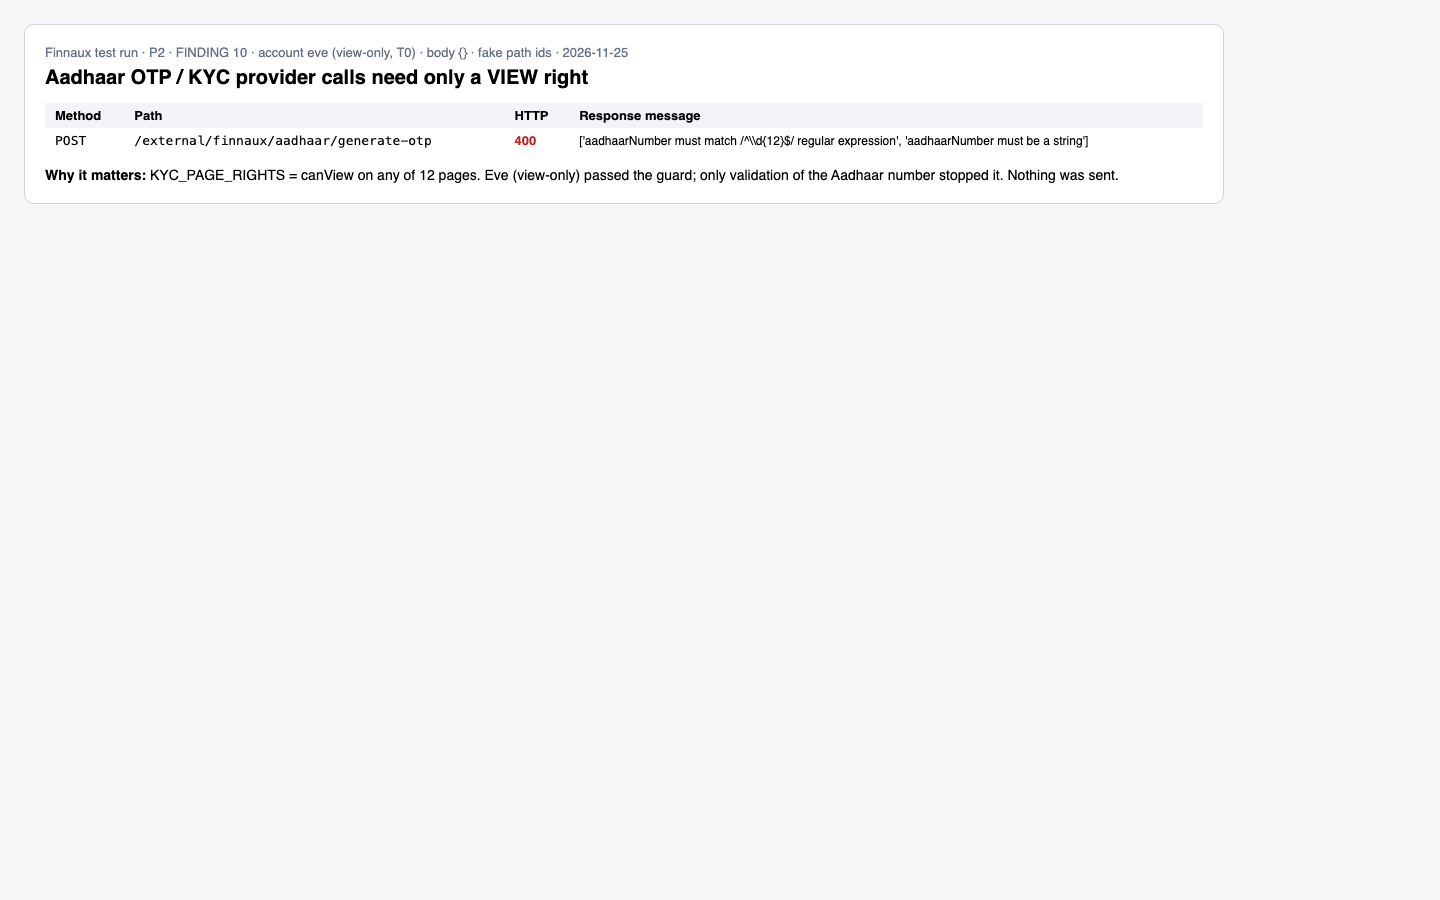 Finnaux test run · P2 · FINDING 10 · account eve (view-only, T0) · body {} · fake path ids · 2026-11-25
Aadhaar OTP / KYC provider calls need only a VIEW right
Method Path HTTP Response message
POST /external/finnaux/aadhaar/generate-otp 400 ['aadhaarNumber must match /^\\d{12}$/ regular expression', 'aadhaarNumber must be a string']
Why it matters: KYC_PAGE_RIGHTS = canView on any of 12 pages. Eve (view-only) passed the guard; only validation of the Aadhaar number stopped it. Nothing was sent.